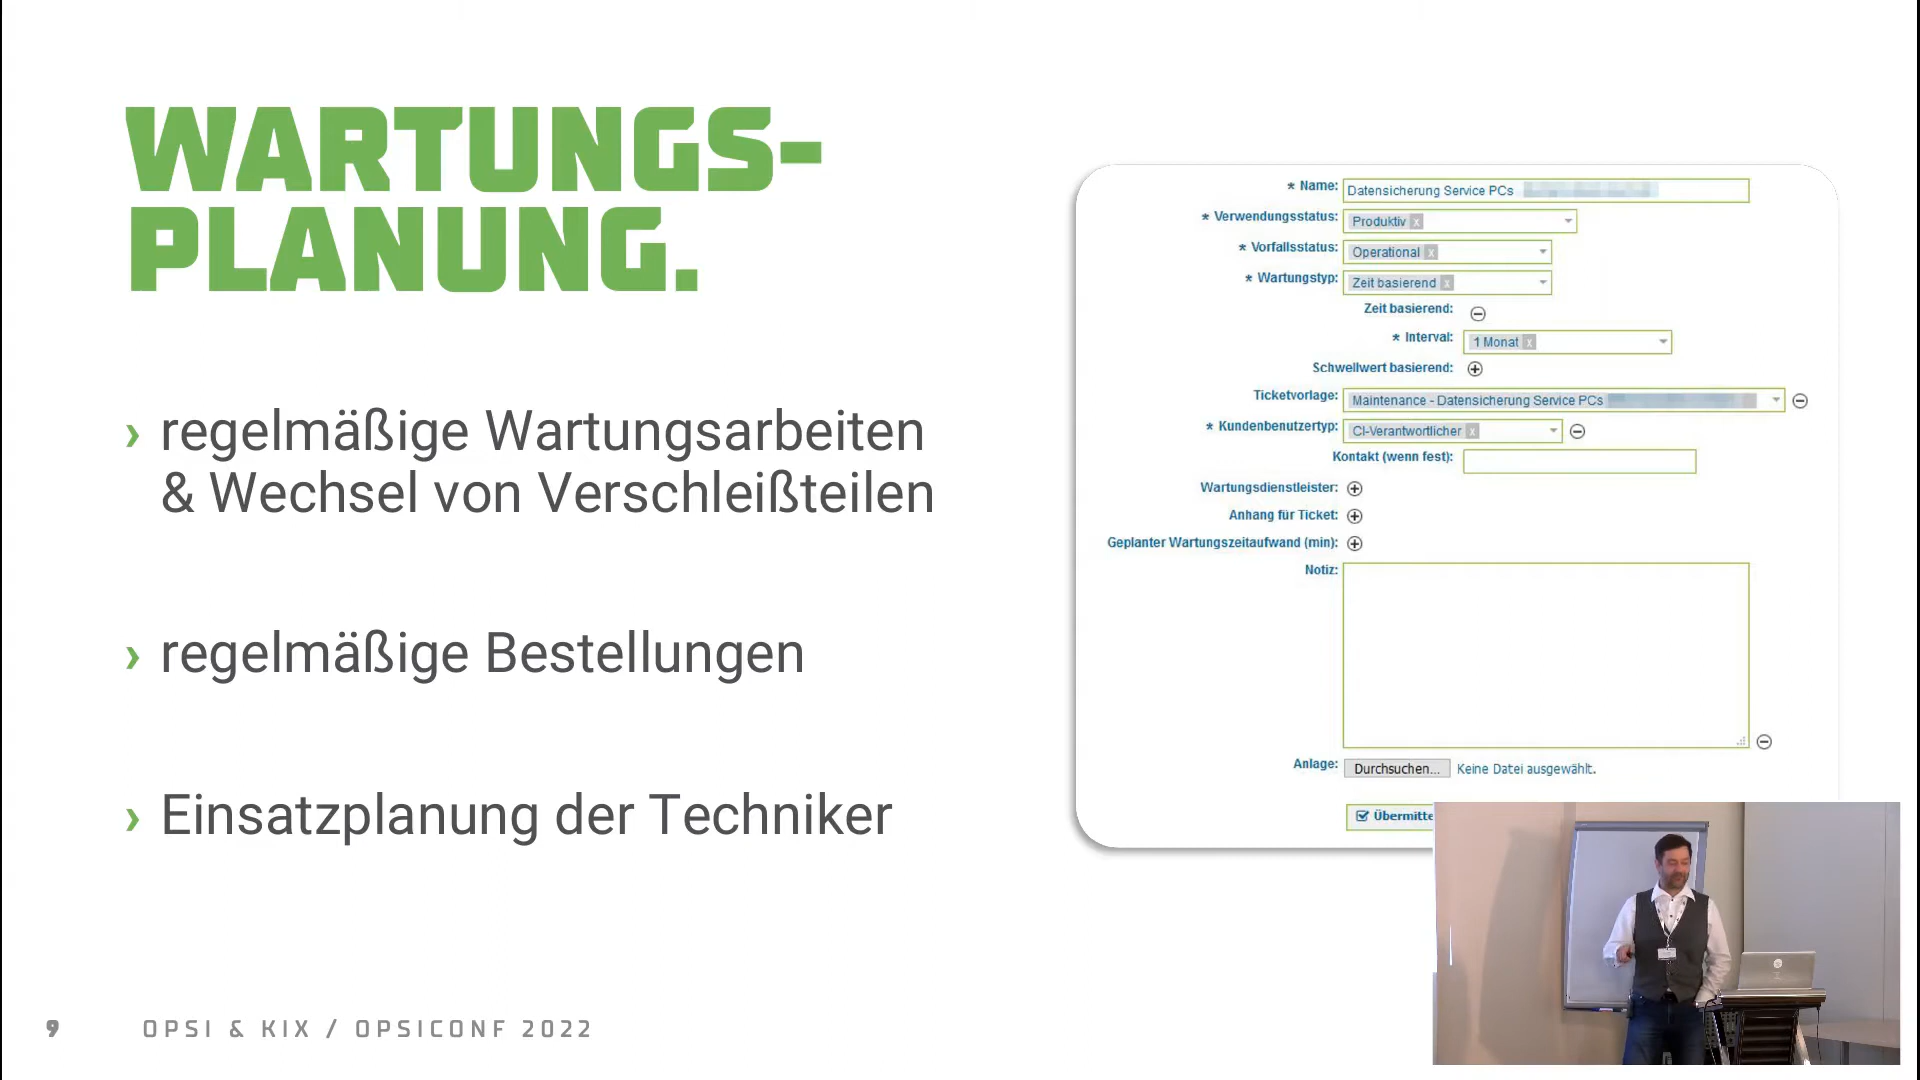 WARTUNGS-
PLANUNG.
› regelmäßige Wartungsarbeiten
& Wechsel von Verschleißteilen
› regelmäßige Bestellungen
› Einsatzplanung der Techniker
* Name: Datensicherung Service PCs
* Verwendungsstatus: Produktiv x
* Vorfallsstatus: Operational x
* Wartungstyp: Zeit basierend x
Zeit basierend:
* Interval: 1 Monat x
Schwellwert basierend:
Ticketvorlage: Maintenance - Datensicherung Service PCs
* Kundenbenutzertyp: CI-Verantwortlicher x
Kontakt (wenn fest):
Wartungsdienstleister:
Anhang für Ticket:
Geplanter Wartungszeitaufwand (min):
Notiz:
Anlage: Durchsuchen... Keine Datei ausgewählt.
Übermitte
9 OPSI & KIX / OPSICONF 2022